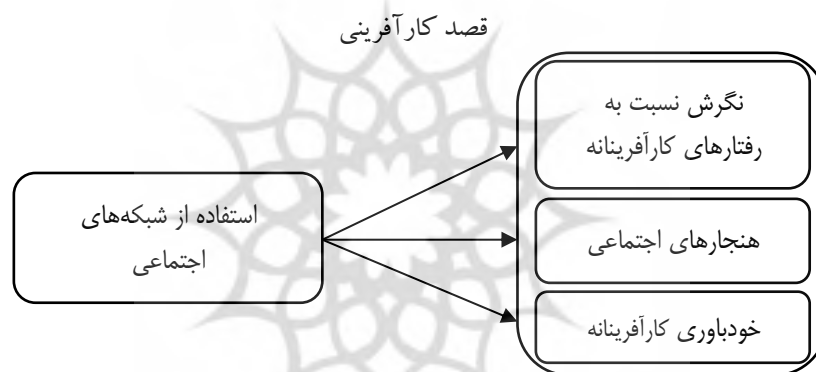 قصد کارآفرینی
نگرش نسبت به
رفتارهای کارآفرینانه
استفاده از شبکه‌های
اجتماعی
هنجارهای اجتماعی
خودباوری کارآفرینانه